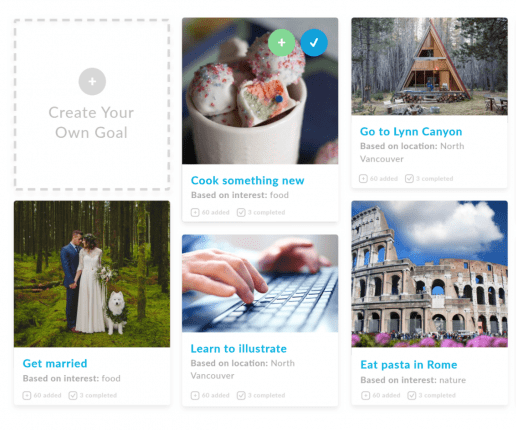 Create Your
Own Goal
Cook something new
Based on interest: food
60 added 3 completed
Go to Lynn Canyon
Based on location: North
Vancouver
60 added 3 completed
Get married
Based on interest: food
60 added 3 completed
Learn to illustrate
Based on location: North
Vancouver
60 added 3 completed
Eat pasta in Rome
Based on interest: nature
60 added 3 completed